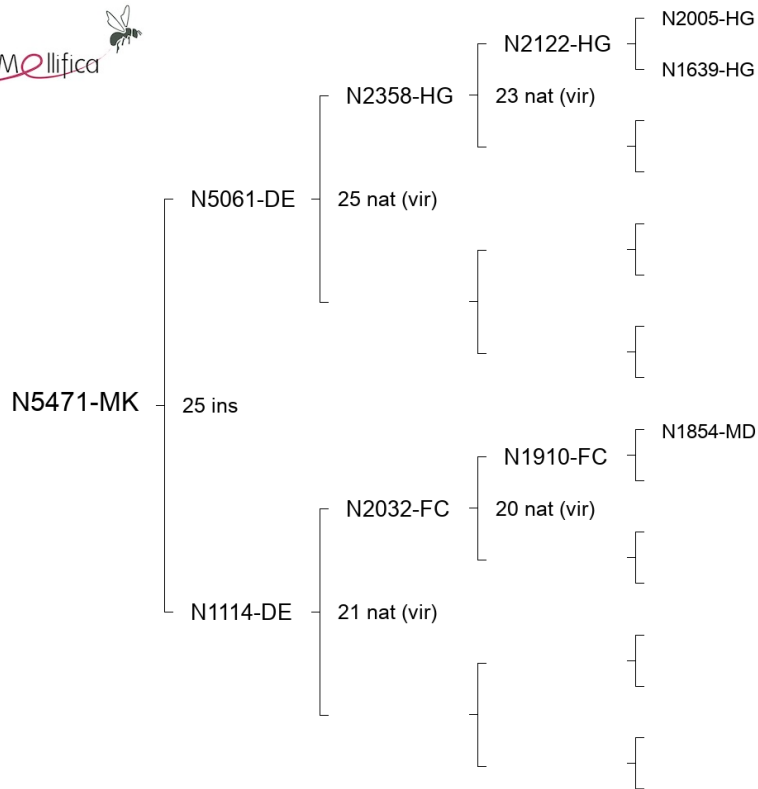 Mellifica
N2005-HG
N2122-HG
N1639-HG
N2358-HG
23 nat (vir)
N5061-DE
25 nat (vir)
N5471-MK
25 ins
N1854-MD
N1910-FC
N2032-FC
20 nat (vir)
N1114-DE
21 nat (vir)